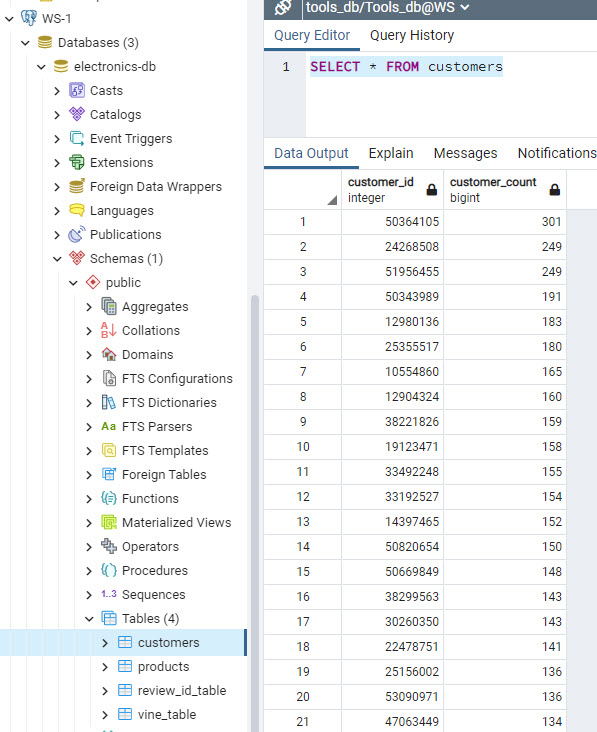 WS-1
Databases (3)
electronics-db
Casts
Catalogs
Event Triggers
Extensions
Foreign Data Wrappers
Languages
Publications
Schemas (1)
public
Aggregates
A
B
Collations
Domains
FTS Configurations
FTS Dictionaries
Aa FTS Parsers
FTS Templates
Foreign Tables
Functions
Materialized Views
Operators
Procedures
1..3 Sequences
Tables (4)
customers
products
review_id_table
vine_table
tools_db/Tools_db@WS
Query Editor Query History
1 SELECT * FROM customers
Data Output Explain Messages Notifications
customer_id customer_count
integer bigint
1 50364105 301
2 24268508 249
3 51956455 249
4 50343989 191
5 12980136 183
6 25355517 180
7 10554860 165
8 12904324 160
9 38221826 159
10 19123471 158
11 33492248 155
12 33192527 154
13 14397465 152
14 50820654 150
15 50669849 148
16 38299563 143
17 30260350 143
18 22478751 141
19 25156002 136
20 53090971 136
21 47063449 134